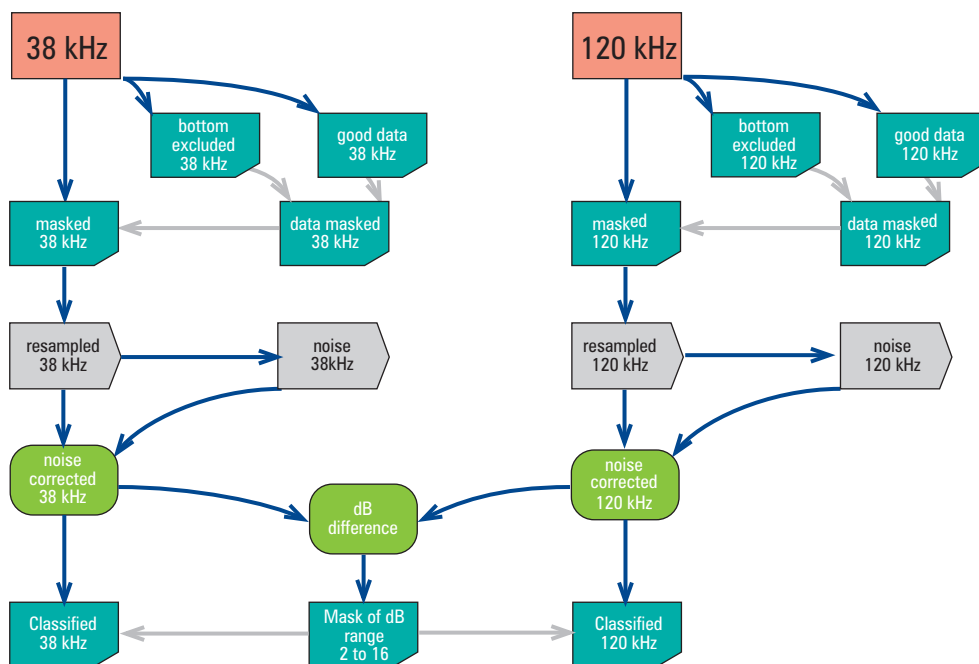 38 kHz
120 kHz
bottom
excluded
38 kHz
good data
38 kHz
bottom
excluded
120 kHz
good data
120 kHz
masked
38 kHz
data masked
38 kHz
masked
120 kHz
data masked
120 kHz
resampled
38 kHz
noise
38kHz
resampled
120 kHz
noise
120 kHz
noise
corrected
38 kHz
dB
difference
noise
corrected
120 kHz
Classified
38 kHz
Mask of dB
range
2 to 16
Classified
120 kHz